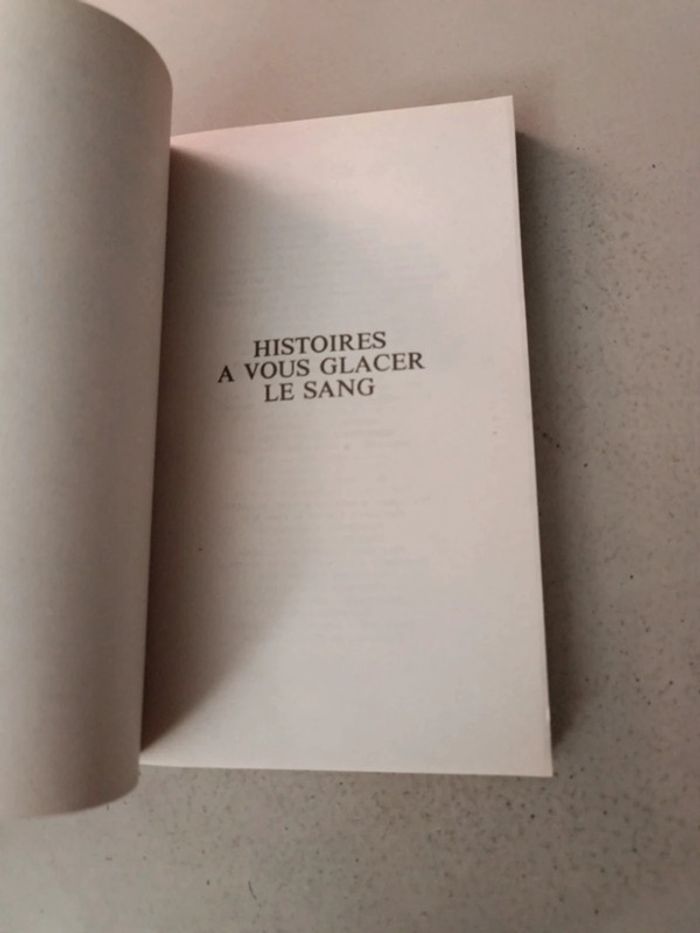 HISTOIRES
A VOUS GLACER
LE SANG